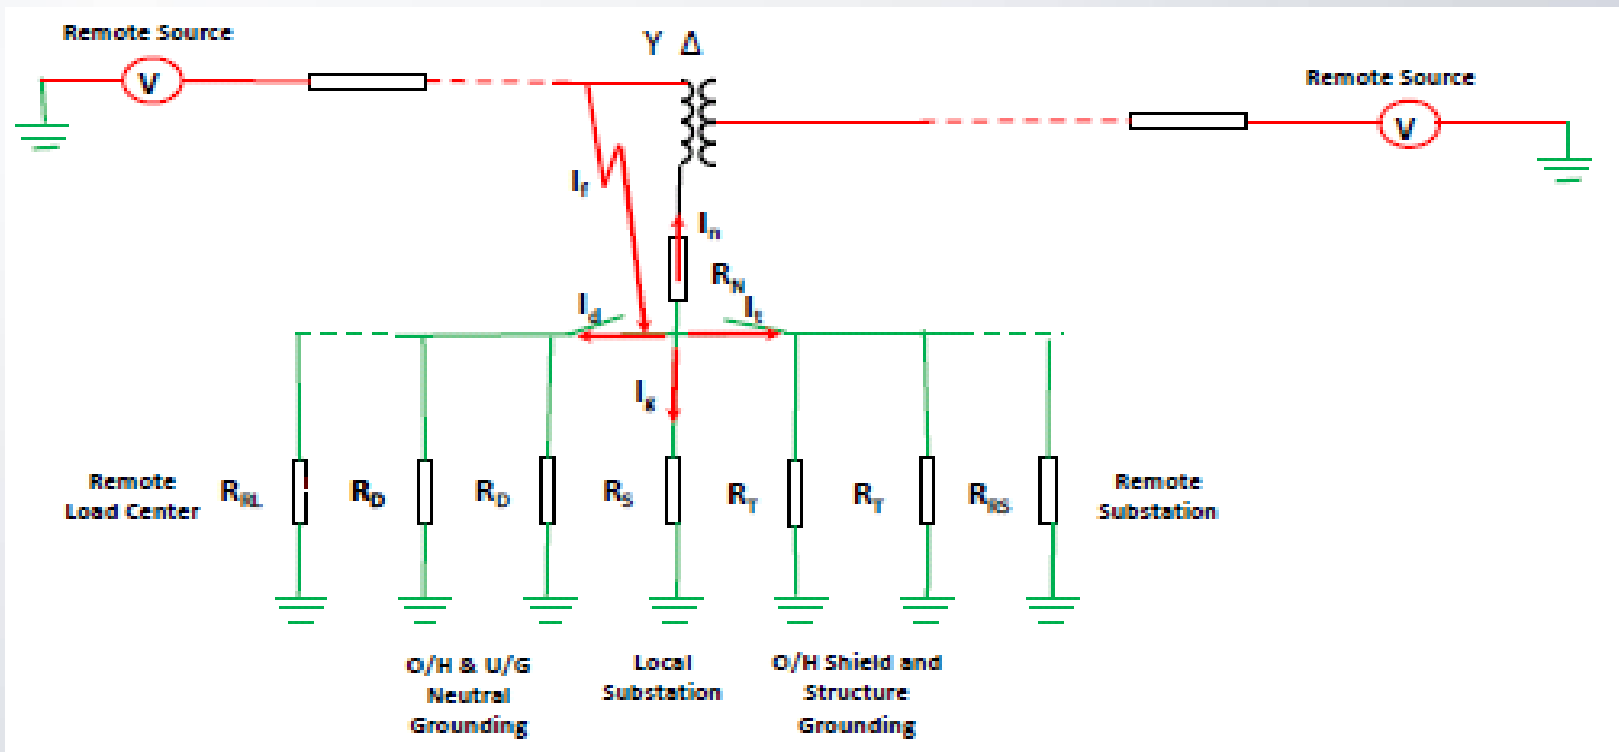 Remote Source
Y Δ
Remote Source
V
V
If
In
RN
Id
It
Ig
Remote
Load Center
RRL
RD
RD
RS
RT
RT
RRS
Remote
Substation
O/H & U/G
Neutral
Grounding
Local
Substation
O/H Shield and
Structure
Grounding